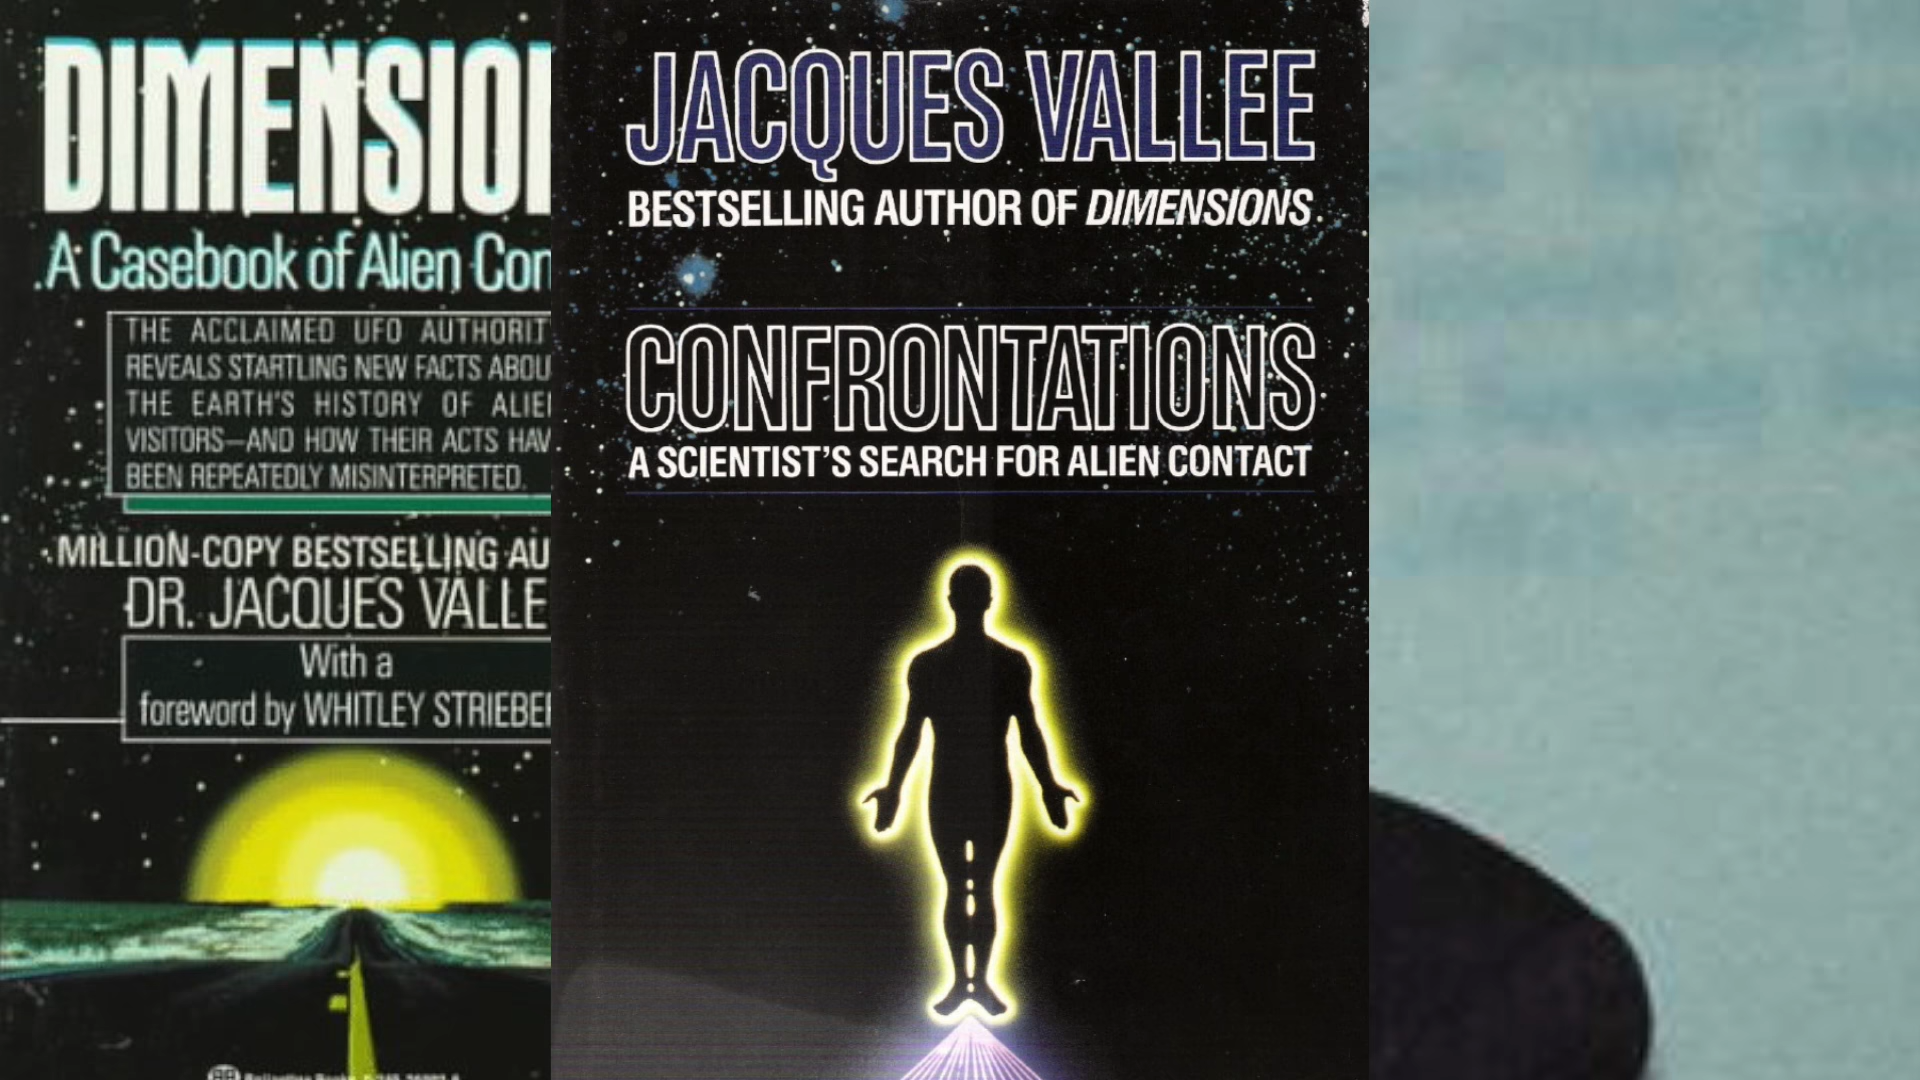 DIMENSION
A Casebook of Alien Con
THE ACCLAIMED UFO AUTHORIT
REVEALS STARTLING NEW FACTS ABOU
THE EARTH'S HISTORY OF ALIE
VISITORS—AND HOW THEIR ACTS HAV
BEEN REPEATEDLY MISINTERPRETED.
MILLION-COPY BESTSELLING AU
DR. JACQUES VALLE
With a
foreword by WHITLEY STRIEBER
JACQUES VALLEE
BESTSELLING AUTHOR OF DIMENSIONS
CONFRONTATIONS
A SCIENTIST'S SEARCH FOR ALIEN CONTACT